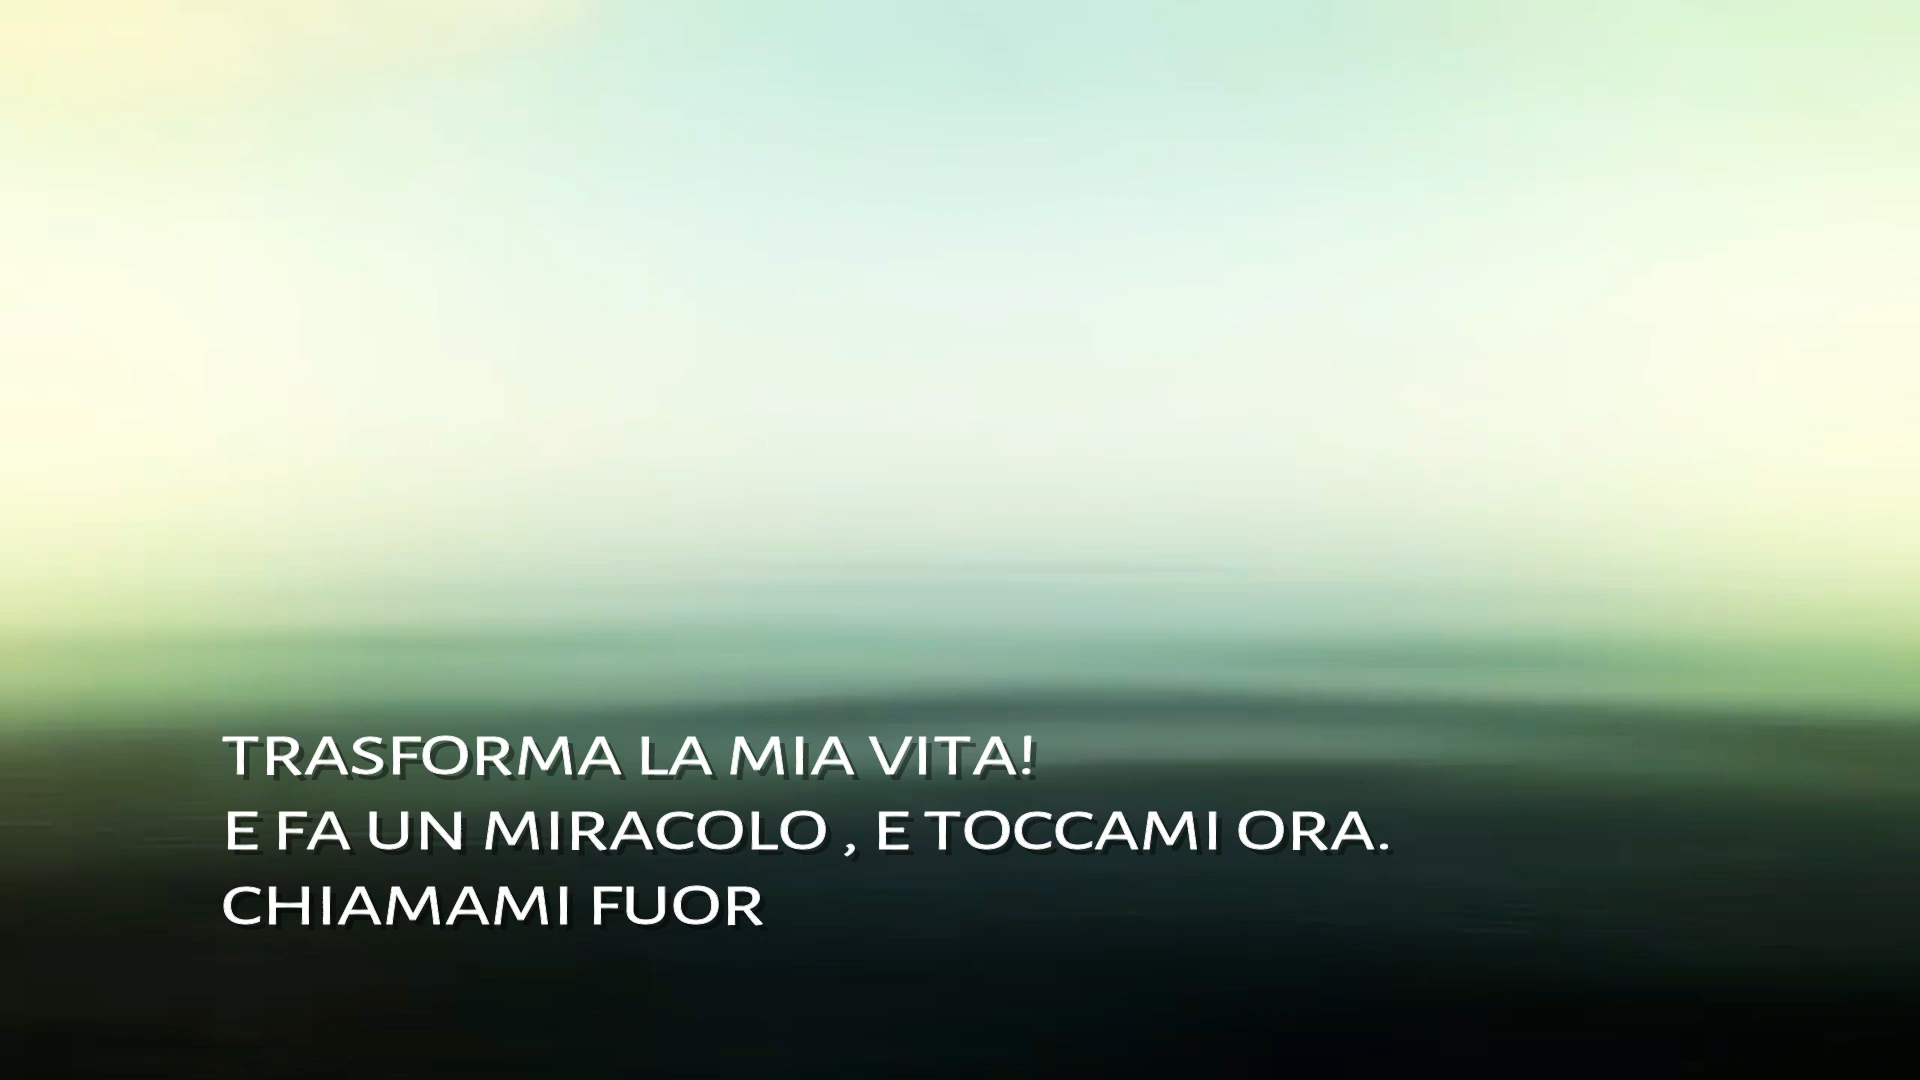 TRASFORMA LA MIA VITA!
E FA UN MIRACOLO , E TOCCAMI ORA.
CHIAMAMI FUOR